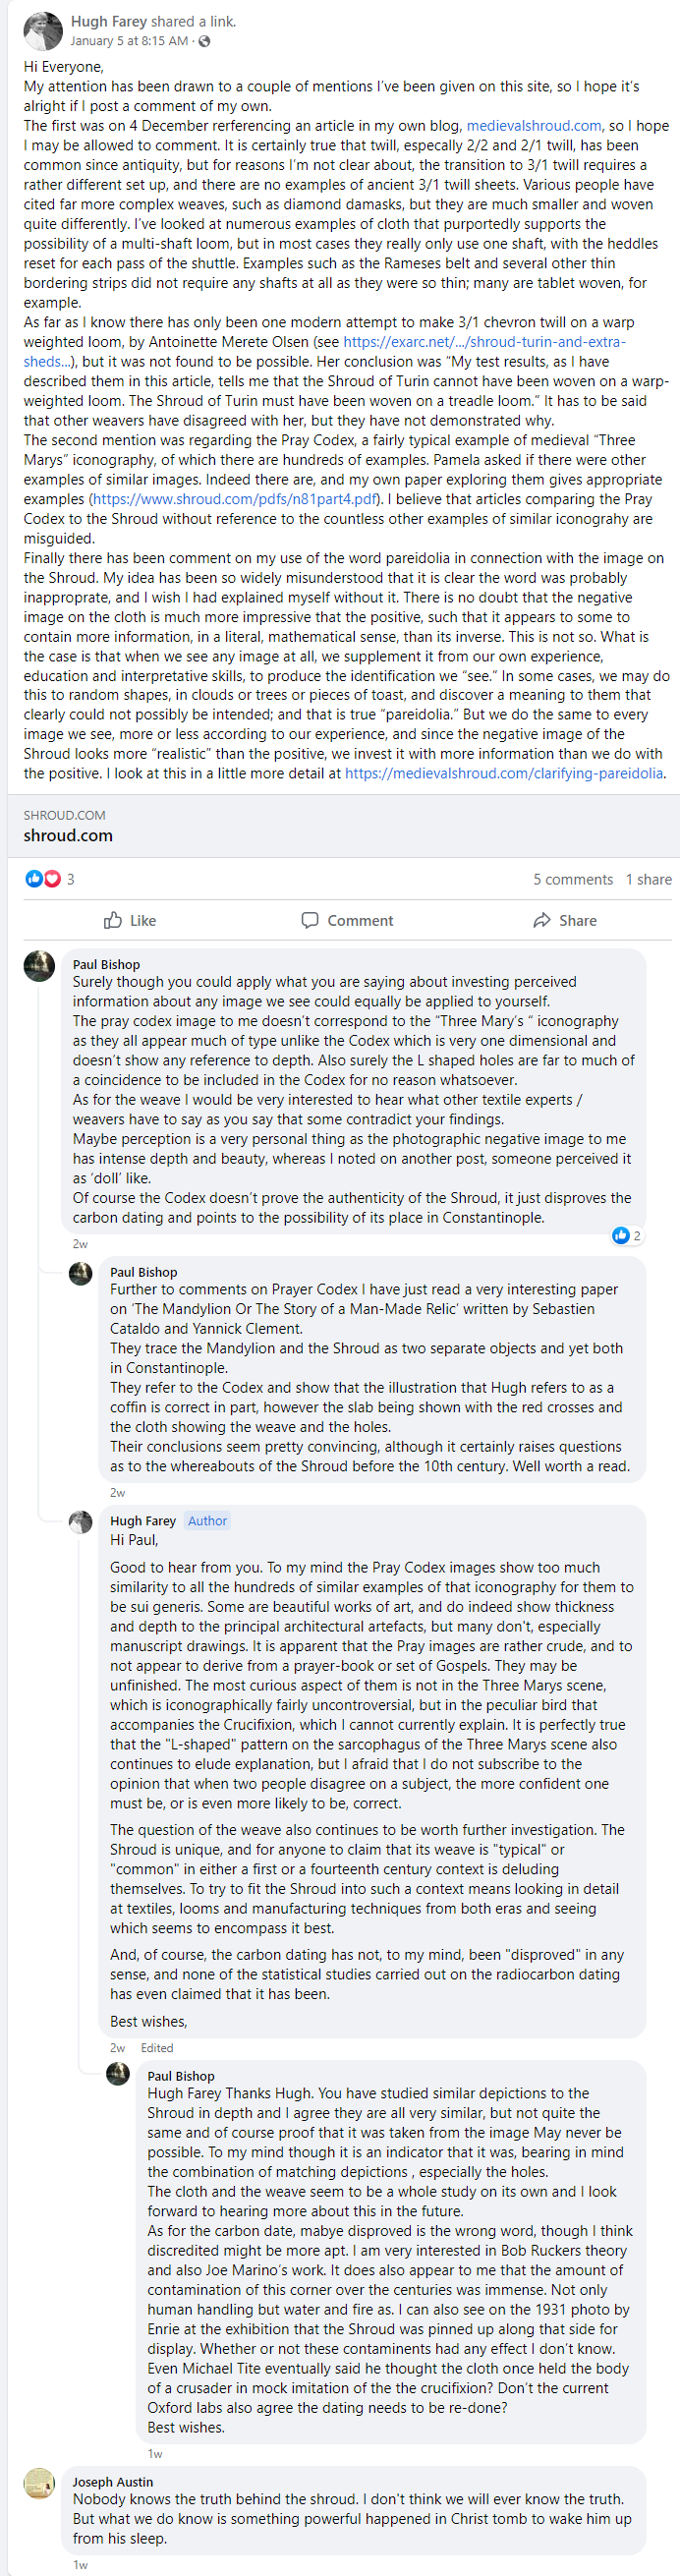 Hugh Farey shared a link.
January 5 at 8:15 AM ·
Hi Everyone,
My attention has been drawn to a couple of mentions I've been given on this site, so I hope it's
alright if I post a comment of my own.
The first was on 4 December rerferencing an article in my own blog, medievalshroud.com, so I hope
I may be allowed to comment. It is certainly true that twill, especally 2/2 and 2/1 twill, has been
common since antiquity, but for reasons I'm not clear about, the transition to 3/1 twill requires a
rather different set up, and there are no examples of ancient 3/1 twill sheets. Various people have
cited far more complex weaves, such as diamond damasks, but they are much smaller and woven
quite differently. I've looked at numerous examples of cloth that purportedly supports the
possibility of a multi-shaft loom, but in most cases they really only use one shaft, with the heddles
reset for each pass of the shuttle. Examples such as the Rameses belt and several other thin
bordering strips did not require any shafts at all as they were so thin; many are tablet woven, for
example.
As far as I know there has only been one modern attempt to make 3/1 chevron twill on a warp
weighted loom, by Antoinette Merete Olsen (see https://exarc.net/.../shroud-turin-and-extra-
sheds...), but it was not found to be possible. Her conclusion was "My test results, as I have
described them in this article, tells me that the Shroud of Turin cannot have been woven on a warp-
weighted loom. The Shroud of Turin must have been woven on a treadle loom." It has to be said
that other weavers have disagreed with her, but they have not demonstrated why.
The second mention was regarding the Pray Codex, a fairly typical example of medieval "Three
Marys" iconography, of which there are hundreds of examples. Pamela asked if there were other
examples of similar images. Indeed there are, and my own paper exploring them gives appropriate
examples (https://www.shroud.com/pdfs/n81part4.pdf). I believe that articles comparing the Pray
Codex to the Shroud without reference to the countless other examples of similar iconograhy are
misguided.
Finally there has been comment on my use of the word pareidolia in connection with the image on
the Shroud. My idea has been so widely misunderstood that it is clear the word was probably
inapproprate, and I wish I had explained myself without it. There is no doubt that the negative
image on the cloth is much more impressive that the positive, such that it appears to some to
contain more information, in a literal, mathematical sense, than its inverse. This is not so. What is
the case is that when we see any image at all, we supplement it from our own experience,
education and interpretative skills, to produce the identification we "see." In some cases, we may do
this to random shapes, in clouds or trees or pieces of toast, and discover a meaning to them that
clearly could not possibly be intended; and that is true "pareidolia." But we do the same to every
image we see, more or less according to our experience, and since the negative image of the
Shroud looks more "realistic" than the positive, we invest it with more information than we do with
the positive. I look at this in a little more detail at https://medievalshroud.com/clarifying-pareidolia.
SHROUD.COM
shroud.com
3
5 comments 1 share
Like Comment Share
Paul Bishop
Surely though you could apply what you are saying about investing perceived
information about any image we see could equally be applied to yourself.
The pray codex image to me doesn't correspond to the "Three Mary's " iconography
as they all appear much of type unlike the Codex which is very one dimensional and
doesn't show any reference to depth. Also surely the L shaped holes are far to much of
a coincidence to be included in the Codex for no reason whatsoever.
As for the weave I would be very interested to hear what other textile experts /
weavers have to say as you say that some contradict your findings.
Maybe perception is a very personal thing as the photographic negative image to me
has intense depth and beauty, whereas I noted on another post, someone perceived it
as 'doll' like.
Of course the Codex doesn't prove the authenticity of the Shroud, it just disproves the
carbon dating and points to the possibility of its place in Constantinople.
2
2w
Paul Bishop
Further to comments on Prayer Codex I have just read a very interesting paper
on 'The Mandylion Or The Story of a Man-Made Relic' written by Sebastien
Cataldo and Yannick Clement.
They trace the Mandylion and the Shroud as two separate objects and yet both
in Constantinople.
They refer to the Codex and show that the illustration that Hugh refers to as a
coffin is correct in part, however the slab being shown with the red crosses and
the cloth showing the weave and the holes.
Their conclusions seem pretty convincing, although it certainly raises questions
as to the whereabouts of the Shroud before the 10th century. Well worth a read.
2w
Hugh Farey Author
Hi Paul,
Good to hear from you. To my mind the Pray Codex images show too much
similarity to all the hundreds of similar examples of that iconography for them to
be sui generis. Some are beautiful works of art, and do indeed show thickness
and depth to the principal architectural artefacts, but many don't, especially
manuscript drawings. It is apparent that the Pray images are rather crude, and to
not appear to derive from a prayer-book or set of Gospels. They may be
unfinished. The most curious aspect of them is not in the Three Marys scene,
which is iconographically fairly uncontroversial, but in the peculiar bird that
accompanies the Crucifixion, which I cannot currently explain. It is perfectly true
that the "L-shaped" pattern on the sarcophagus of the Three Marys scene also
continues to elude explanation, but I afraid that I do not subscribe to the
opinion that when two people disagree on a subject, the more confident one
must be, or is even more likely to be, correct.
The question of the weave also continues to be worth further investigation. The
Shroud is unique, and for anyone to claim that its weave is "typical" or
"common" in either a first or a fourteenth century context is deluding
themselves. To try to fit the Shroud into such a context means looking in detail
at textiles, looms and manufacturing techniques from both eras and seeing
which seems to encompass it best.
And, of course, the carbon dating has not, to my mind, been "disproved" in any
sense, and none of the statistical studies carried out on the radiocarbon dating
has even claimed that it has been.
Best wishes,
2w Edited
Paul Bishop
Hugh Farey Thanks Hugh. You have studied similar depictions to the
Shroud in depth and I agree they are all very similar, but not quite the
same and of course proof that it was taken from the image May never be
possible. To my mind though it is an indicator that it was, bearing in mind
the combination of matching depictions , especially the holes.
The cloth and the weave seem to be a whole study on its own and I look
forward to hearing more about this in the future.
As for the carbon date, mabye disproved is the wrong word, though I think
discredited might be more apt. I am very interested in Bob Ruckers theory
and also Joe Marino's work. It does also appear to me that the amount of
contamination of this corner over the centuries was immense. Not only
human handling but water and fire as. I can also see on the 1931 photo by
Enrie at the exhibition that the Shroud was pinned up along that side for
display. Whether or not these contaminents had any effect I don't know.
Even Michael Tite eventually said he thought the cloth once held the body
of a crusader in mock imitation of the the crucifixion? Don't the current
Oxford labs also agree the dating needs to be re-done?
Best wishes.
1w
Joseph Austin
Nobody knows the truth behind the shroud. I don't think we will ever know the truth.
But what we do know is something powerful happened in Christ tomb to wake him up
from his sleep.
1w